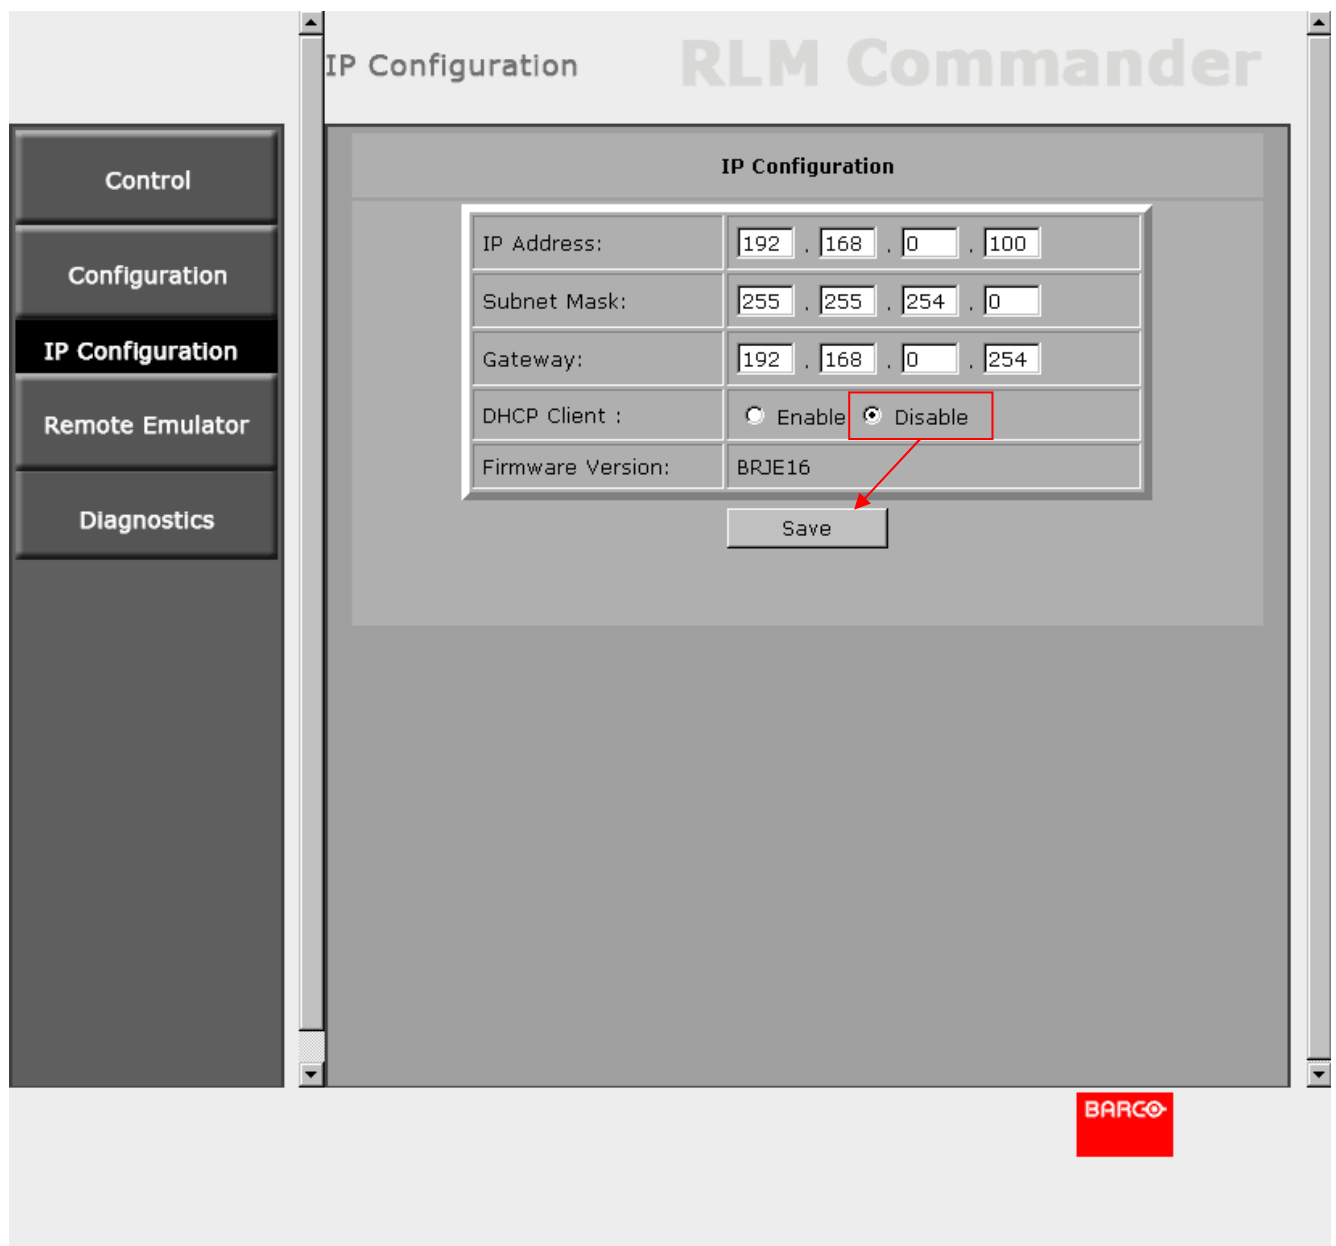 IP Configuration
RLM Commander
Control
Configuration
IP Configuration
Remote Emulator
Diagnostics
IP Configuration
IP Address: 192 . 168 . 0 . 100
Subnet Mask: 255 . 255 . 254 . 0
Gateway: 192 . 168 . 0 . 254
DHCP Client : Enable Disable
Firmware Version: BRJE16
Save
BARCO